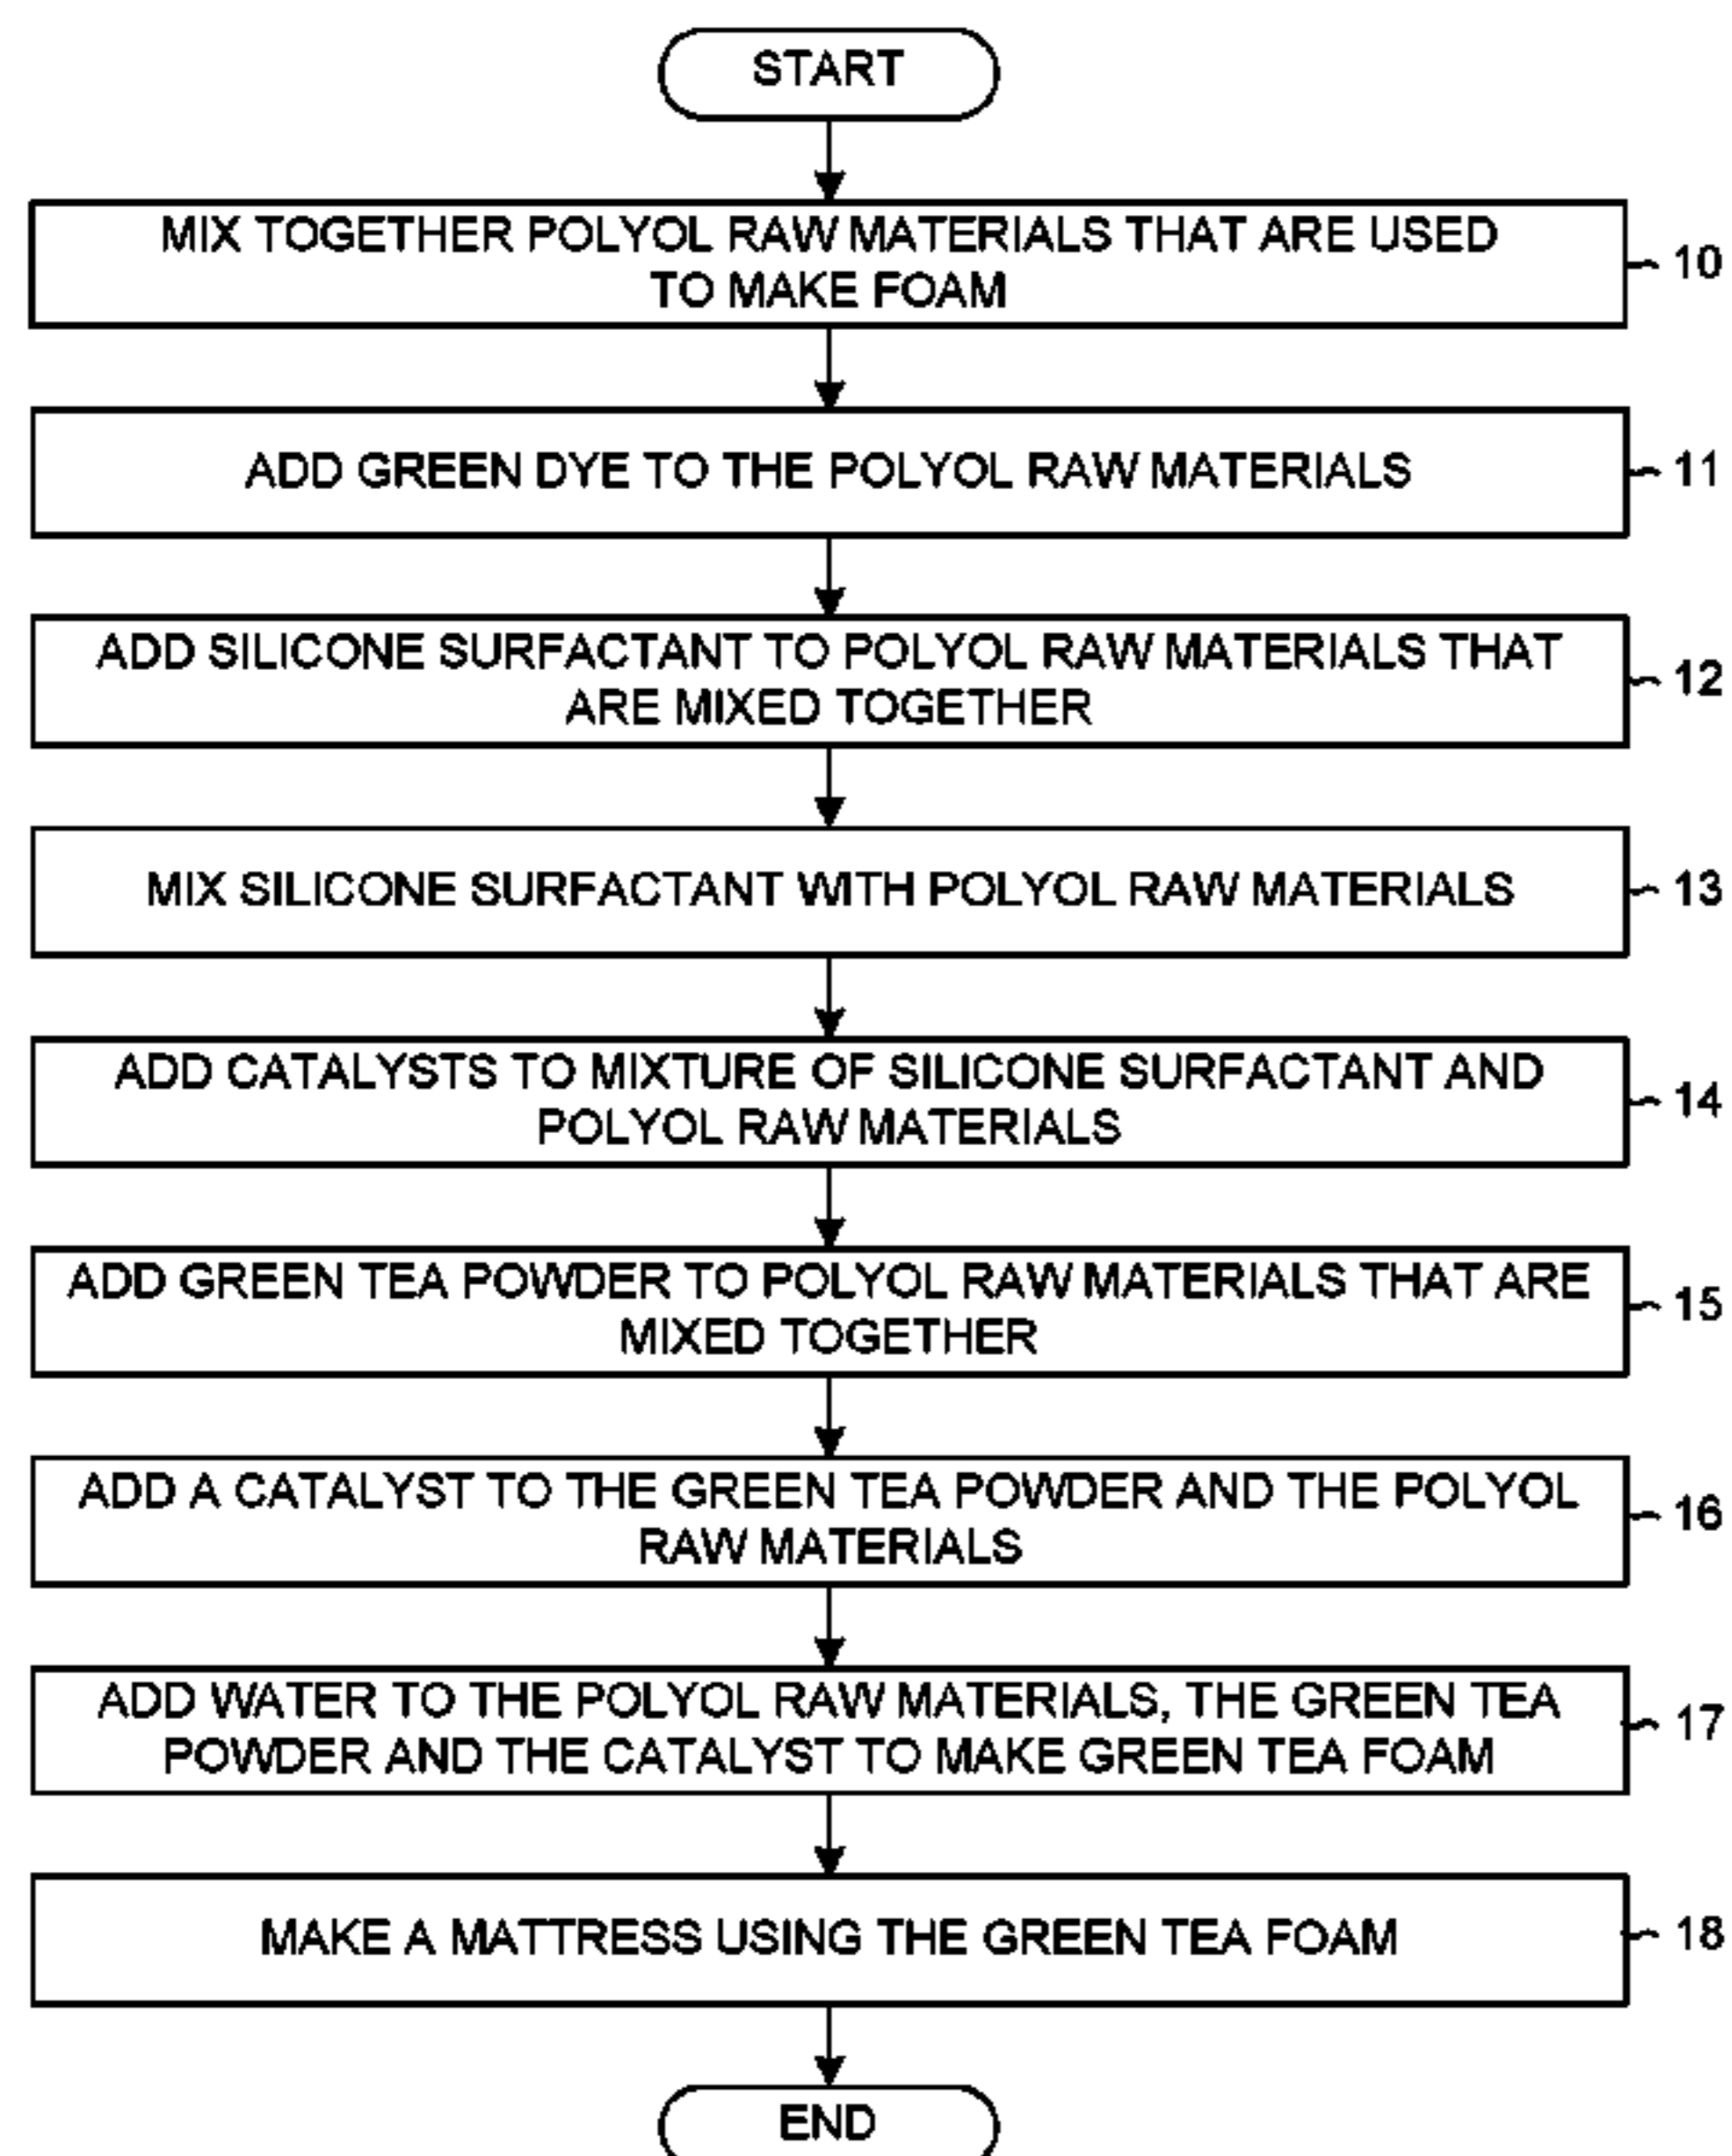 START
MIX TOGETHER POLYOL RAW MATERIALS THAT ARE USED
TO MAKE FOAM
10
ADD GREEN DYE TO THE POLYOL RAW MATERIALS
11
ADD SILICONE SURFACTANT TO POLYOL RAW MATERIALS THAT
ARE MIXED TOGETHER
12
MIX SILICONE SURFACTANT WITH POLYOL RAW MATERIALS
13
ADD CATALYSTS TO MIXTURE OF SILICONE SURFACTANT AND
POLYOL RAW MATERIALS
14
ADD GREEN TEA POWDER TO POLYOL RAW MATERIALS THAT ARE
MIXED TOGETHER
15
ADD A CATALYST TO THE GREEN TEA POWDER AND THE POLYOL
RAW MATERIALS
16
ADD WATER TO THE POLYOL RAW MATERIALS, THE GREEN TEA
POWDER AND THE CATALYST TO MAKE GREEN TEA FOAM
17
MAKE A MATTRESS USING THE GREEN TEA FOAM
18
END